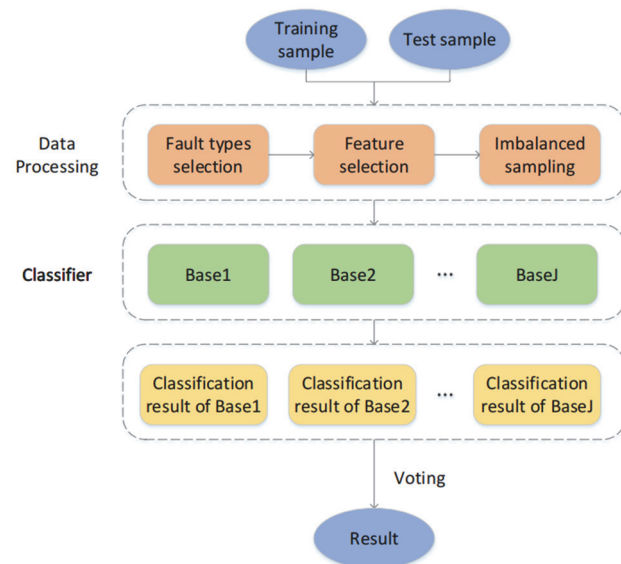 Training
sample
Test sample
Data
Processing
Fault types
selection
Feature
selection
Imbalanced
sampling
Classifier
Base1
Base2
...
BaseJ
Classification
result of Base1
Classification
result of Base2
...
Classification
result of BaseJ
Voting
Result